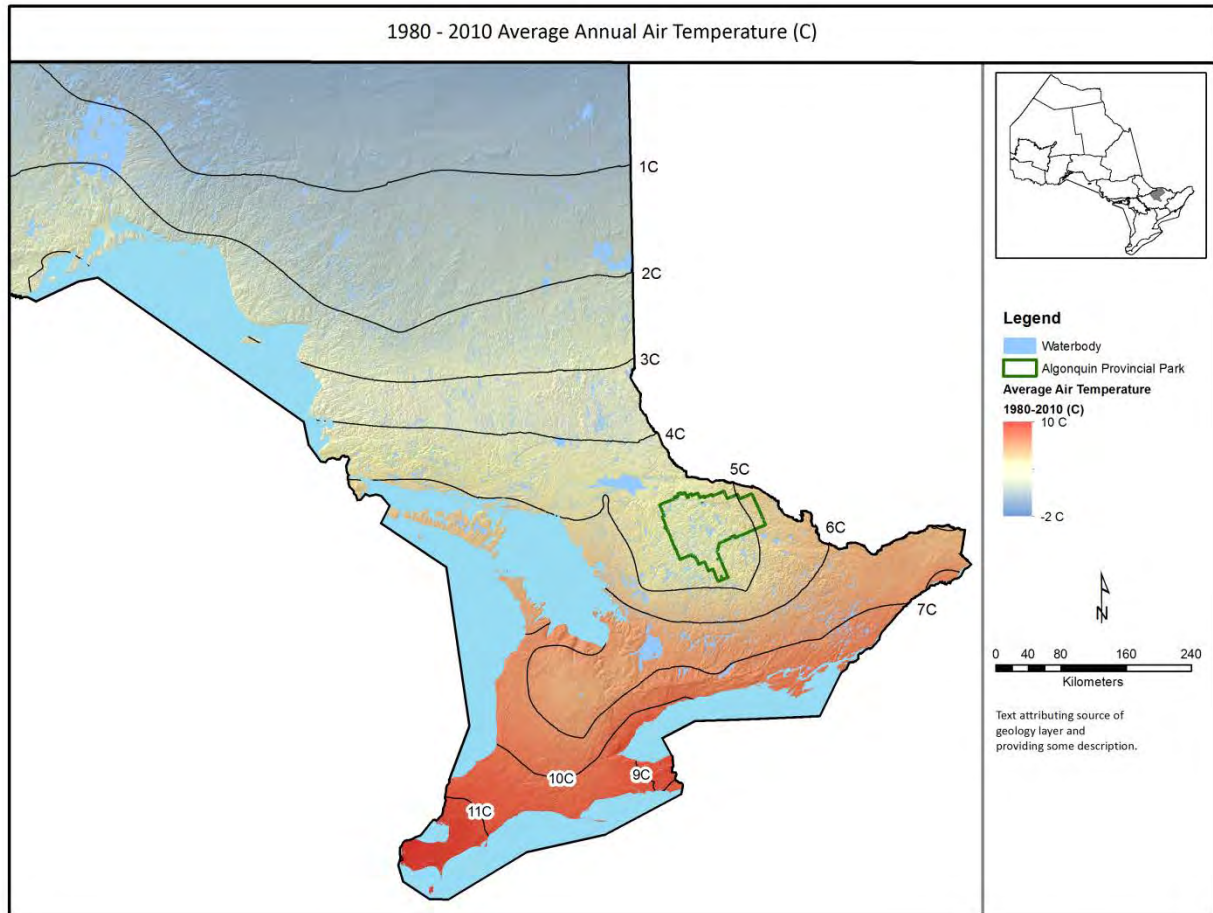 1980 - 2010 Average Annual Air Temperature (C)
1C
2C
3C
4C
5C
6C
7C
10C
9C
11C
Legend
Waterbody
Algonquin Provincial Park
Average Air Temperature
1980-2010 (C)
10 C
-2 C
N
0 40 80 160 240
Kilometers
Text attributing source of
geology layer and
providing some description.